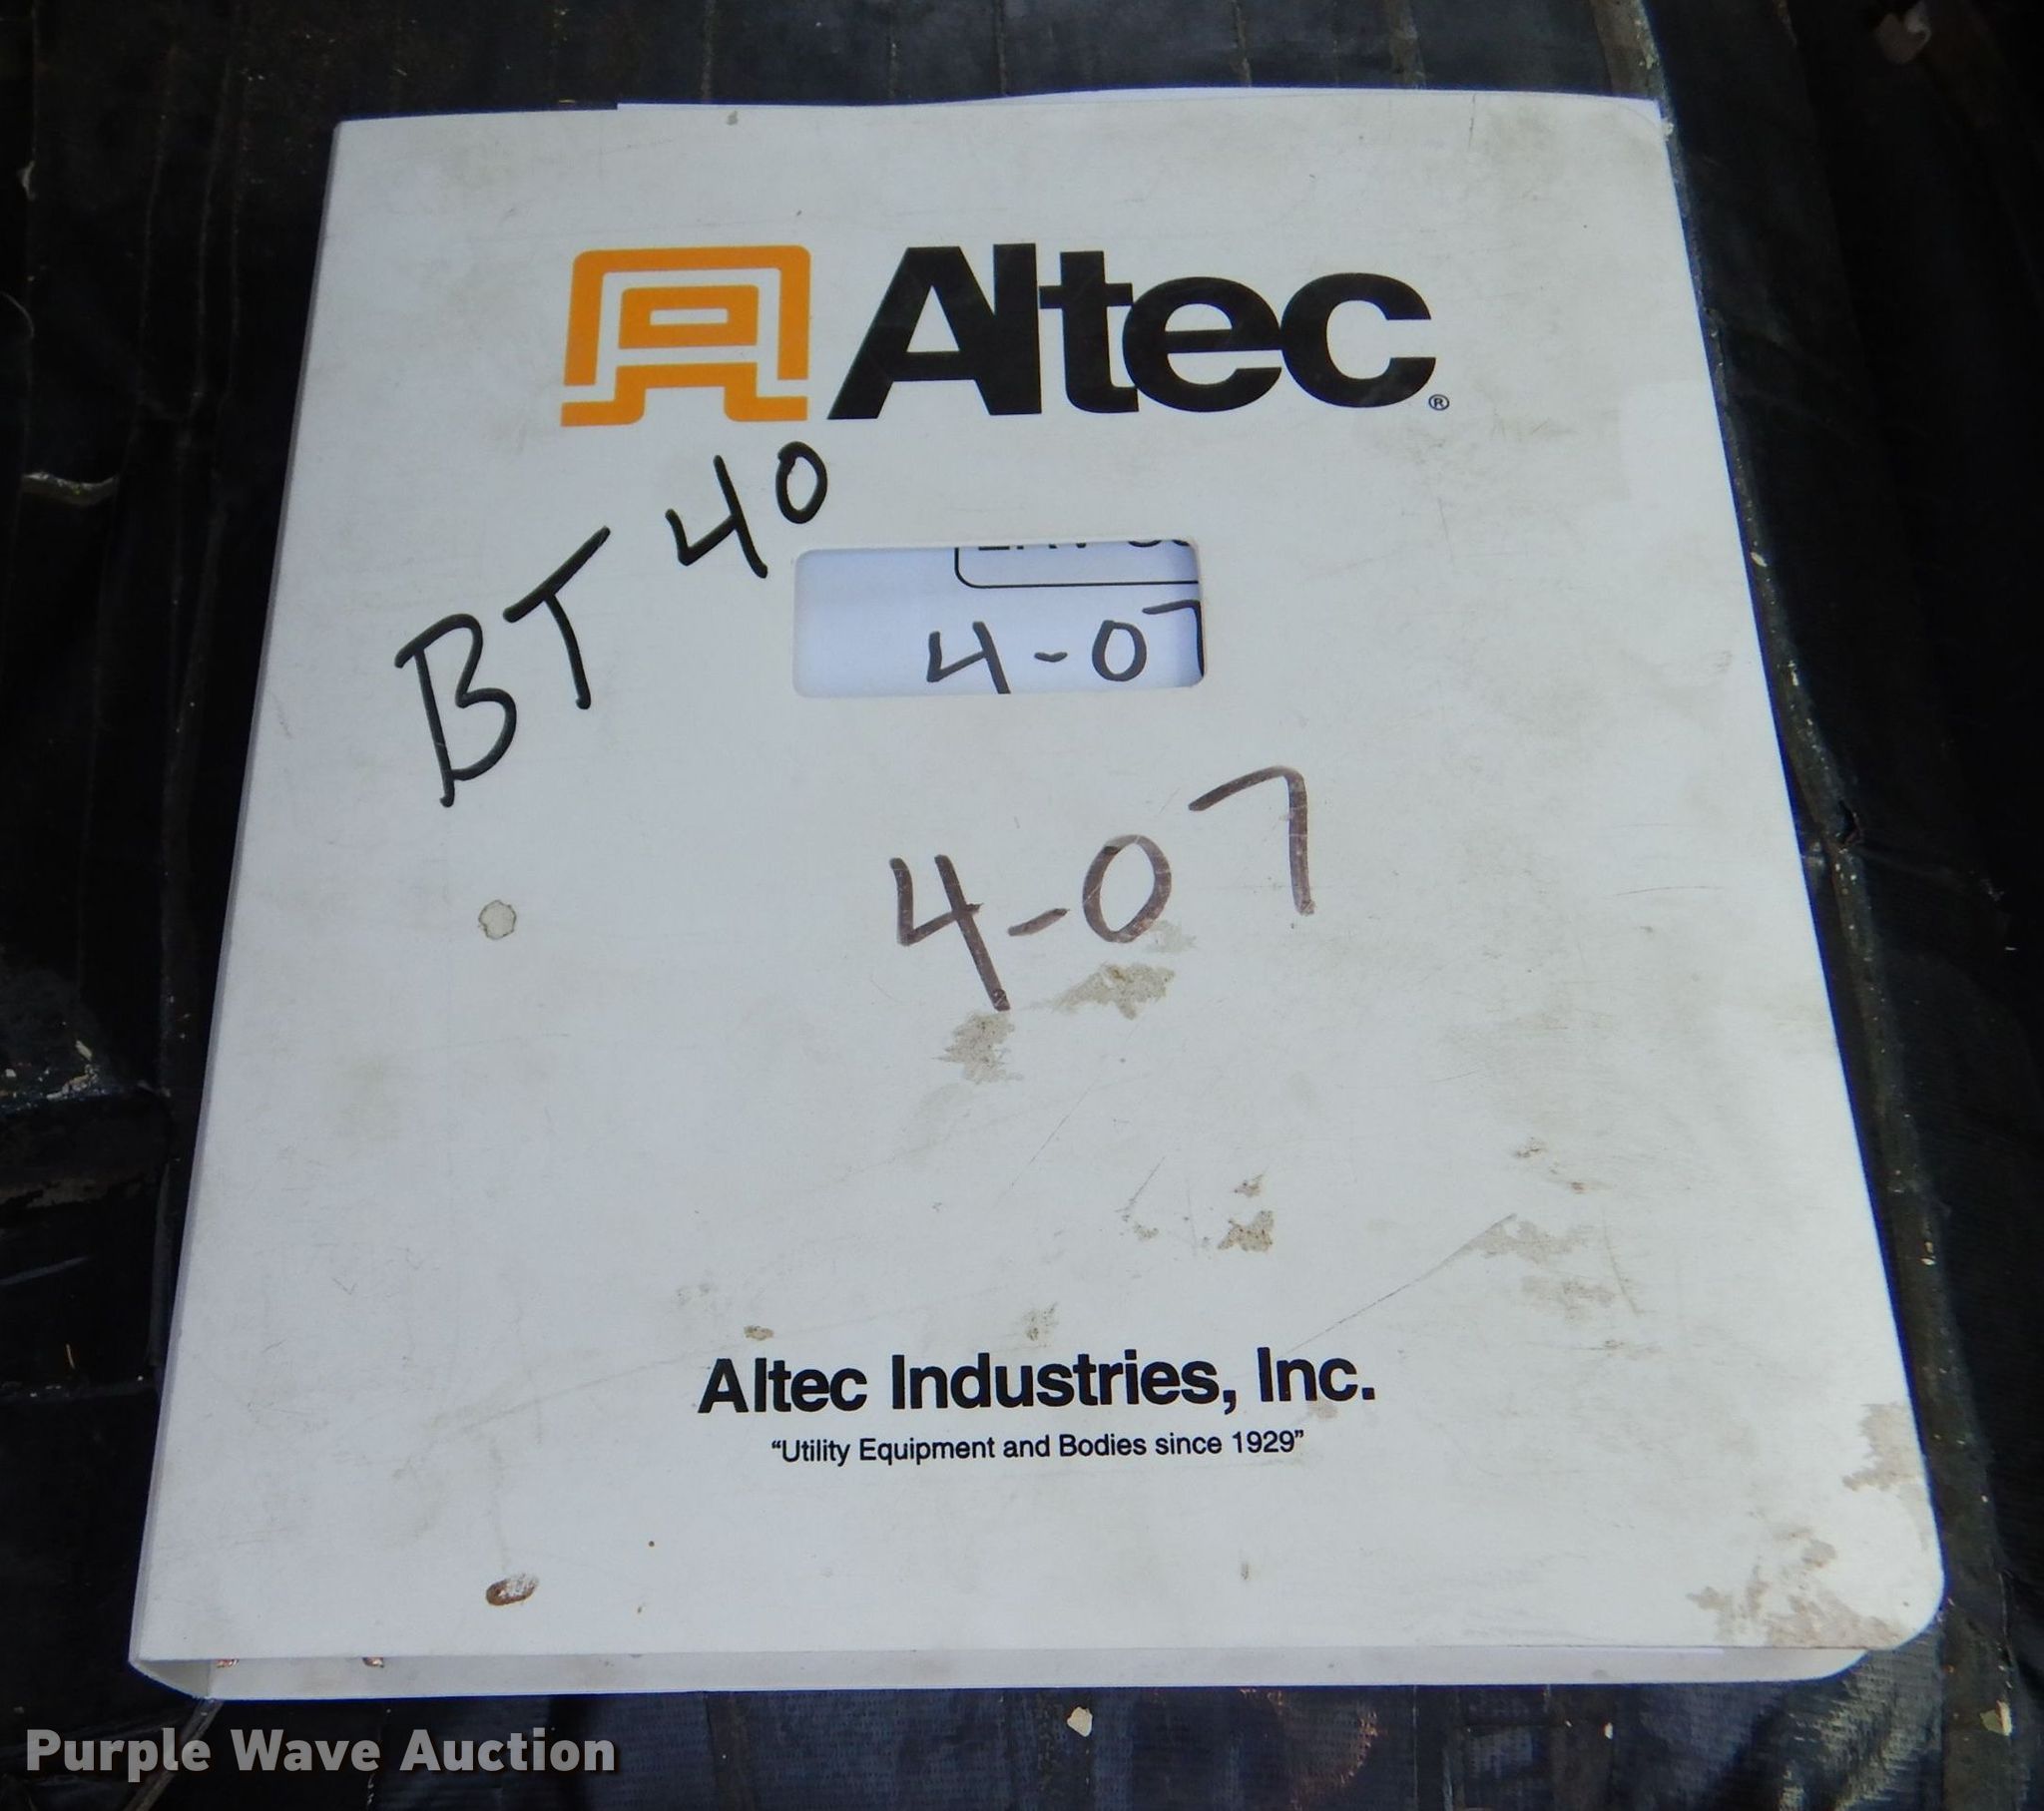 Altec®
BT 40
4-07
4-07
Altec Industries, Inc.
“Utility Equipment and Bodies since 1929”
Purple Wave Auction